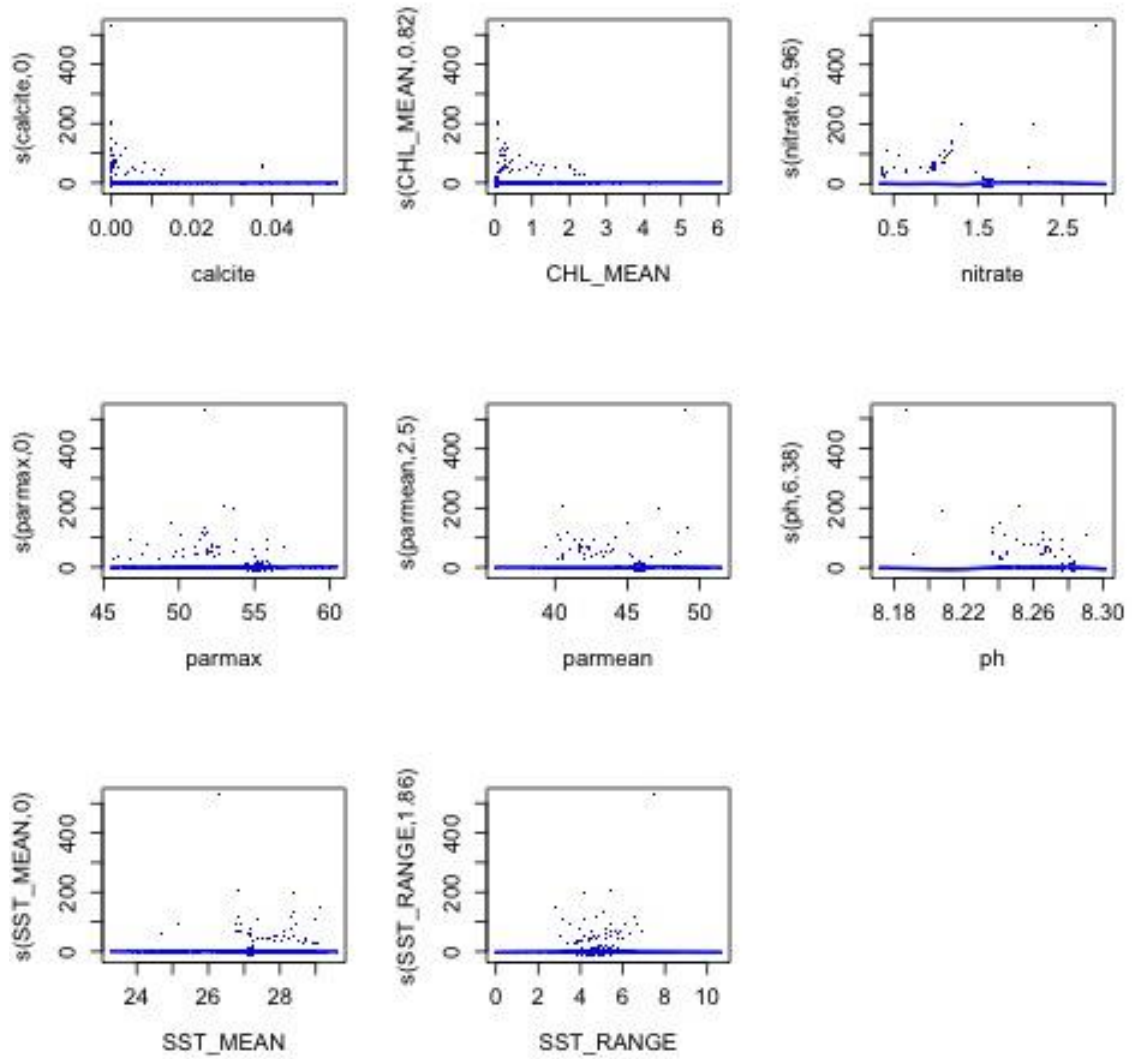 s(calcite,0)
0 200 400
0.00 0.02 0.04
calcite
s(CHL_MEAN,0.82)
0 200 400
0 1 2 3 4 5 6
CHL_MEAN
s(nitrate,5.96)
0 200 400
0.5 1.5 2.5
nitrate
s(parmax,0)
0 200 400
45 50 55 60
parmax
s(parmean,2.5)
0 200 400
40 45 50
parmean
s(ph,6.38)
0 200 400
8.18 8.22 8.26 8.30
ph
s(SST_MEAN,0)
0 200 400
24 26 28
SST_MEAN
s(SST_RANGE,1.86)
0 200 400
0 2 4 6 8 10
SST_RANGE